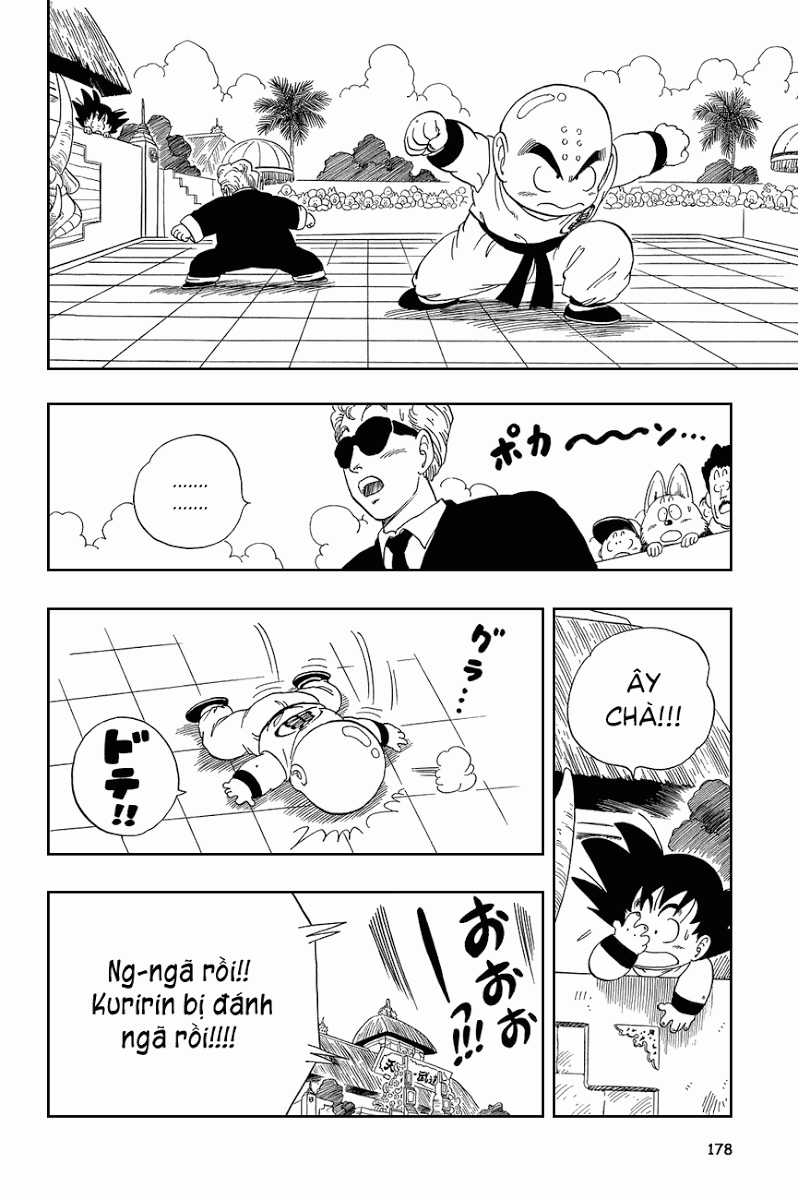 ポカ〜〜ン…
........
........
ÂY
CHÀ!!!
グラ…
ドテ!!
おおおっ!!!
Ng-ngã rồi!!
Kuririn bị đánh
ngã rồi!!!!
178